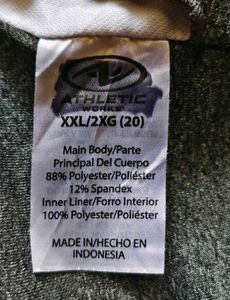 ATHLETIC
WORKS
XXL/2XG (20)
Main Body/Parte
Principal Del Cuerpo
88% Polyester/Poliéster
12% Spandex
Inner Liner/Forro Interior
100% Polyester/Poliéster
MADE IN/HECHO EN
INDONESIA